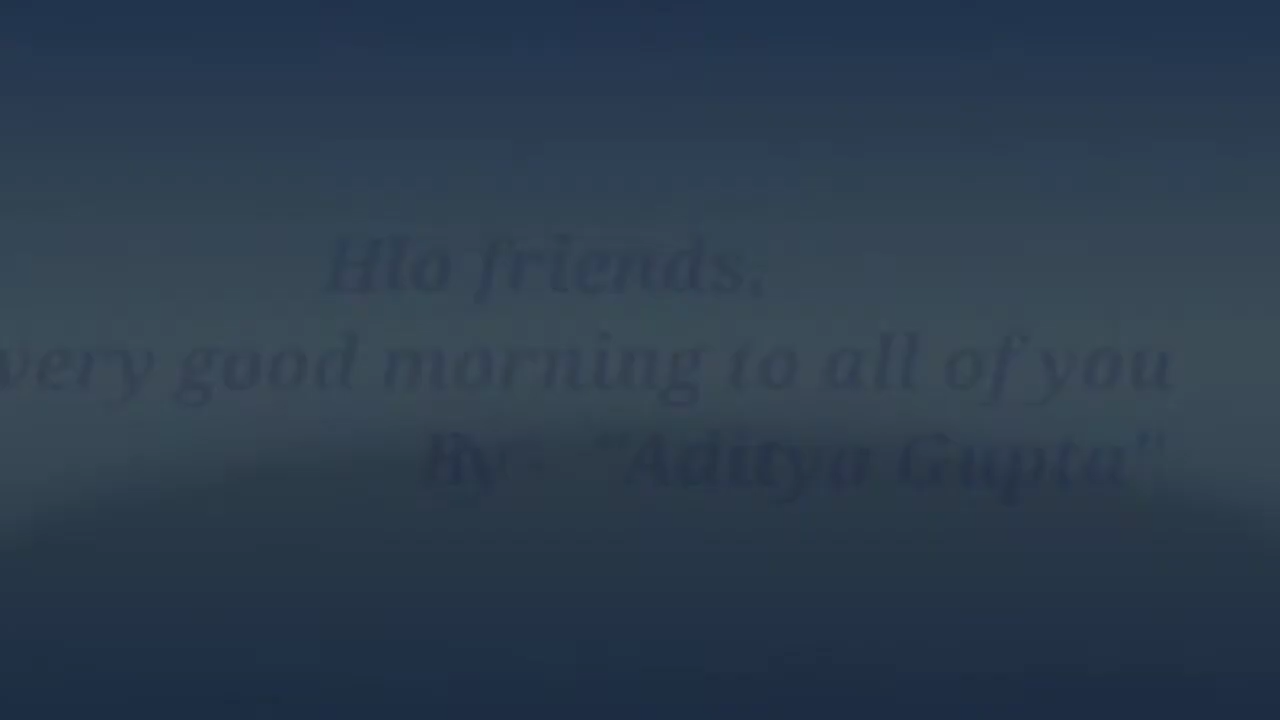 Hlo friends,
very good morning to all of you
By- "Aditya Gupta"